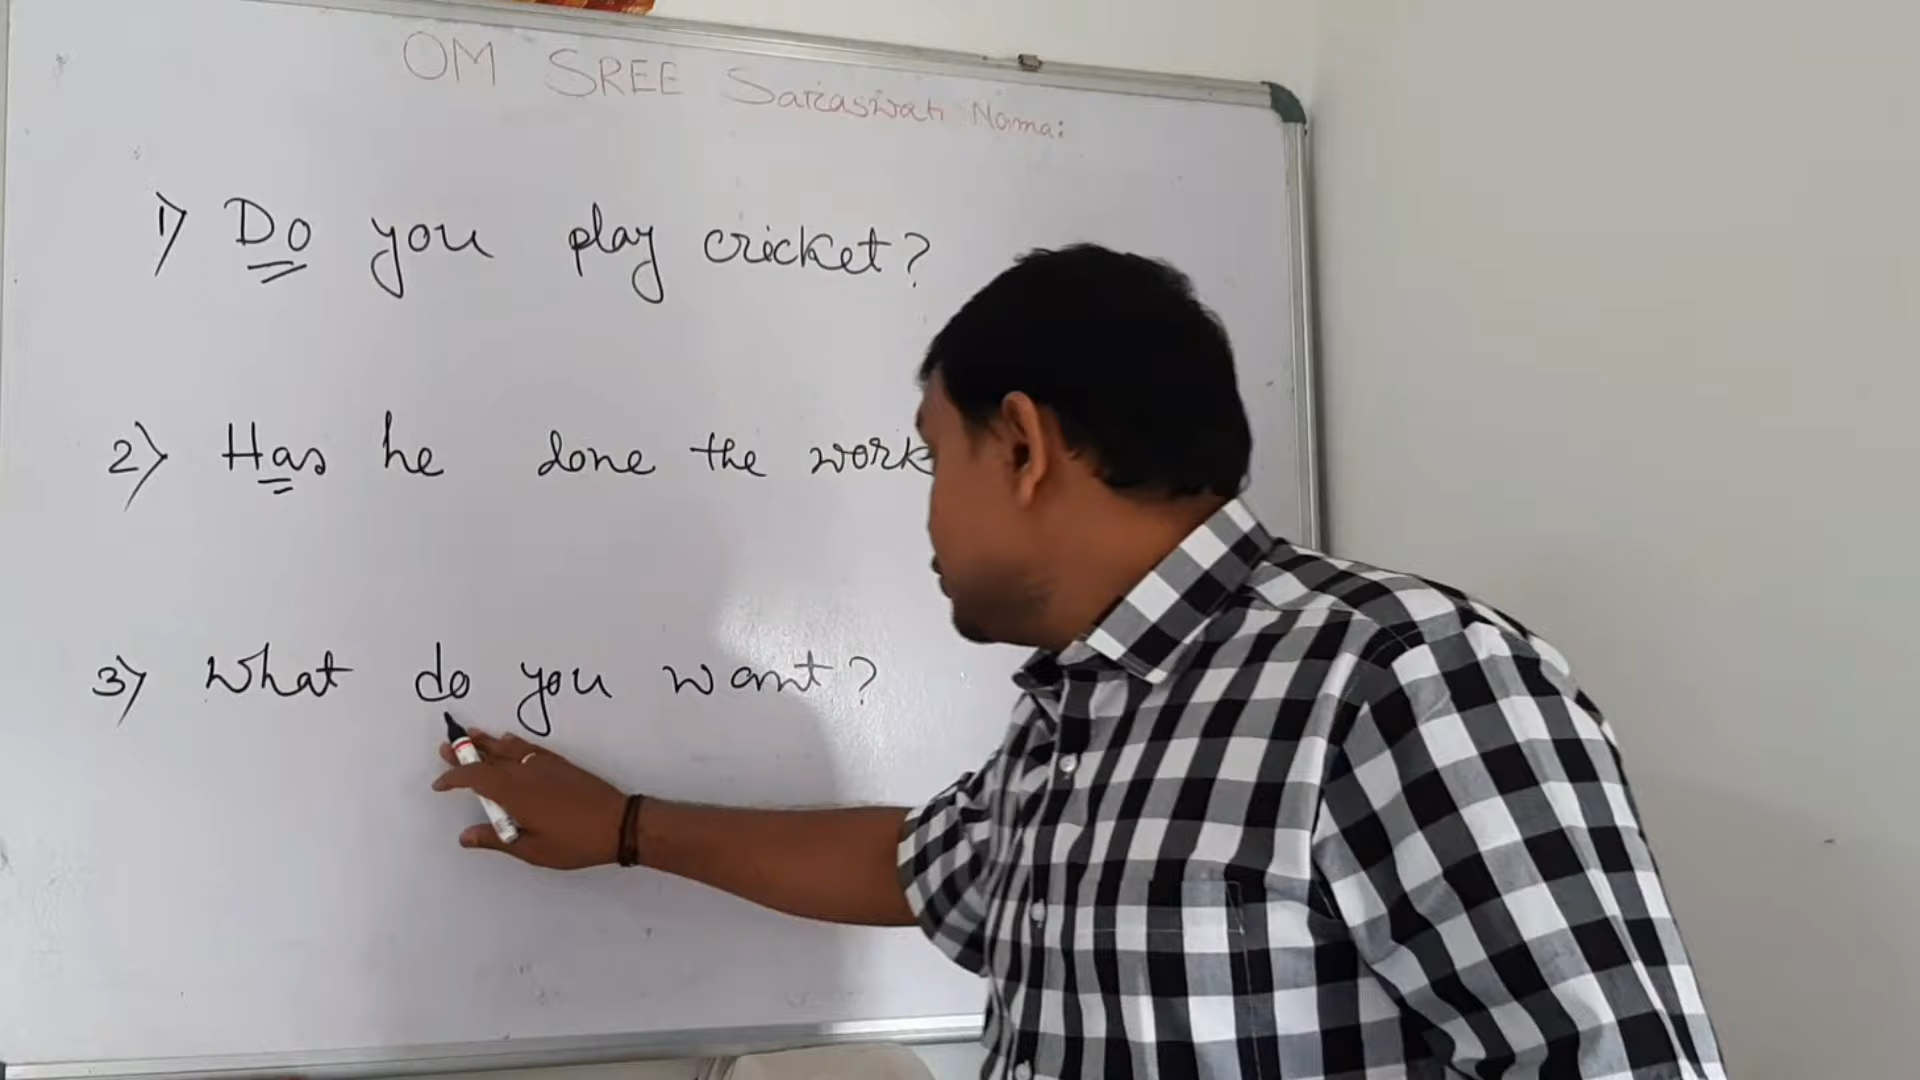 OM SREE Saraswati Nama:
1) Do you play cricket?
2) Has he done the work
3) What do you want?